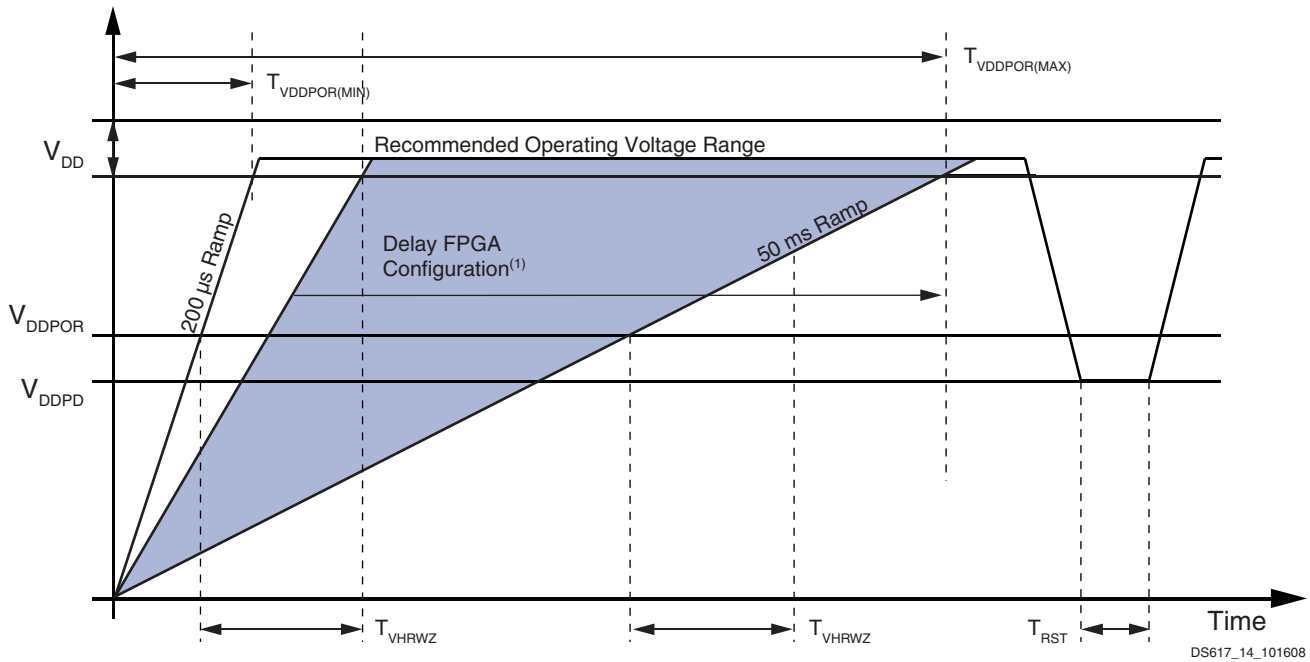 T_VDDPOR(MAX)
T_VDDPOR(MIN)
V_DD
Recommended Operating Voltage Range
200 µs Ramp
Delay FPGA
Configuration(1)
50 ms Ramp
V_DDPOR
V_DDPD
T_VHRWZ
T_VHRWZ
T_RST
Time
DS617_14_101608